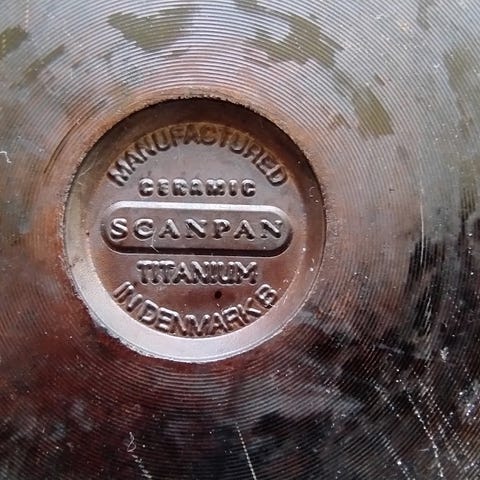 MANUFACTURED
CERAMIC
SCANPAN
TITANIUM
IN DENMARK B